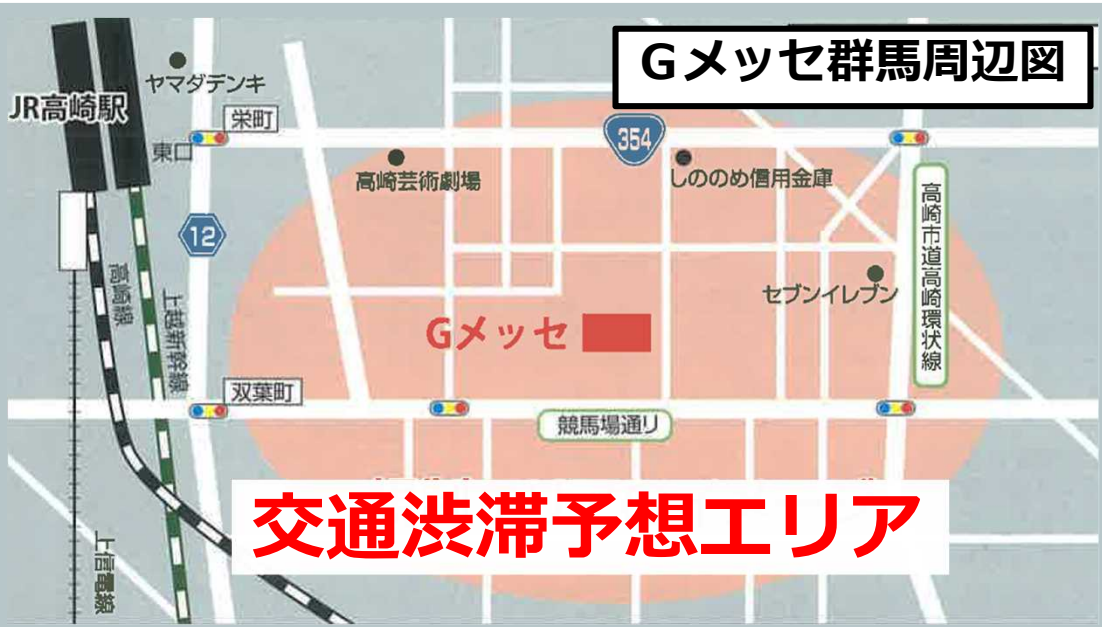 Gメッセ群馬周辺図
ヤマダデンキ
JR高崎駅
栄町
354
東口
高崎芸術劇場
しののめ信用金庫
12
高崎市道高崎環状線
高崎線
上越新幹線
セブンイレブン
Gメッセ
双葉町
競馬場通り
交通渋滞予想エリア
上信電線